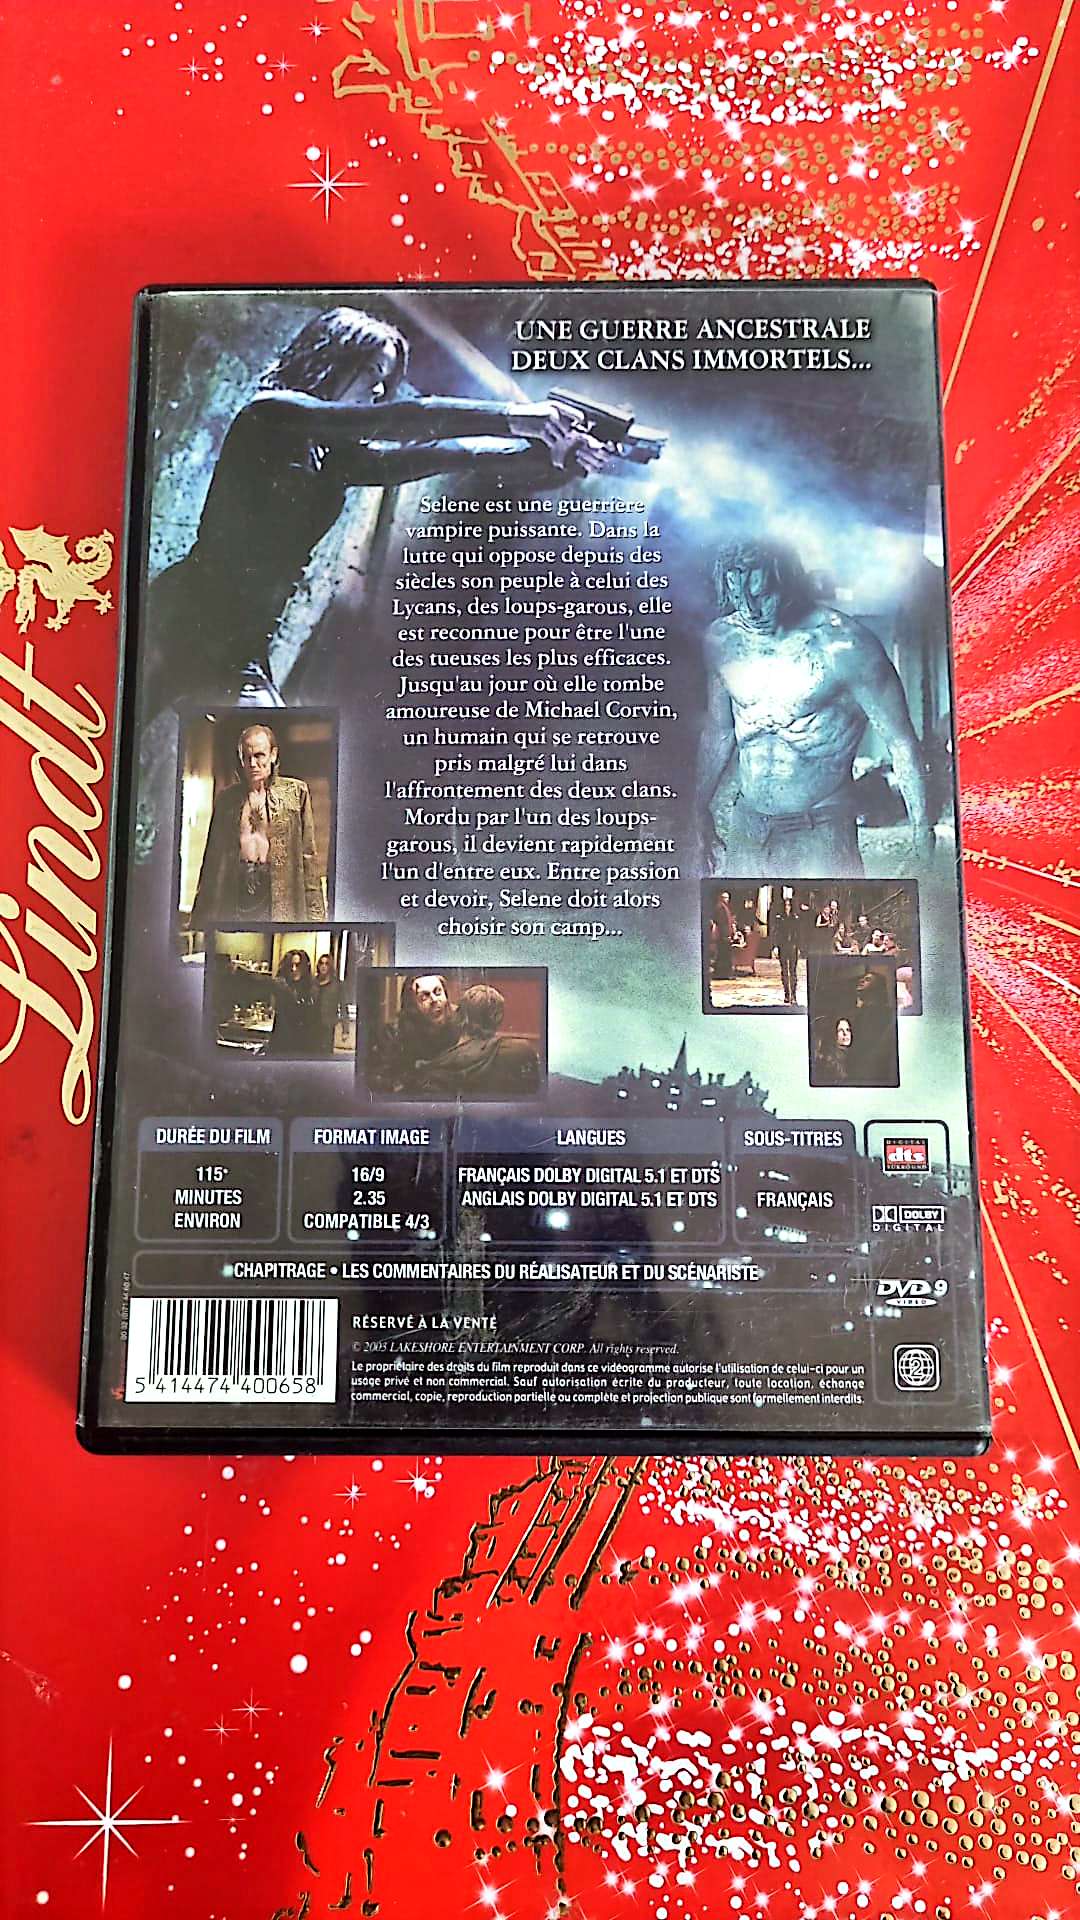 UNE GUERRE ANCESTRALE
DEUX CLANS IMMORTELS...
Selene est une guerrière
vampire puissante. Dans la
lutte qui oppose depuis des
siècles son peuple à celui des
Lycans, des loups-garous, elle
est reconnue pour être l'une
des tueuses les plus efficaces.
Jusqu'au jour où elle tombe
amoureuse de Michael Corvin,
un humain qui se retrouve
pris malgré lui dans
l'affrontement des deux clans.
Mordu par l'un des loups-
garous, il devient rapidement
l'un d'entre eux. Entre passion
et devoir, Selene doit alors
choisir son camp...
Lindt
DURÉE DU FILM
115'
MINUTES
ENVIRON
FORMAT IMAGE
16/9
2.35
COMPATIBLE 4/3
LANGUES
FRANÇAIS DOLBY DIGITAL 5.1 ET DTS
ANGLAIS DOLBY DIGITAL 5.1 ET DTS
SOUS-TITRES
FRANÇAIS
DIGITAL
dts
SURROUND
DOLBY
DIGITAL
•CHAPITRAGE • LES COMMENTAIRES DU RÉALISATEUR ET DU SCÉNARISTE
DVD 9
VIDEO
RÉSERVÉ À LA VENTE
© 2003 LAKESHORE ENTERTAINMENT CORP. All rights reserved.
Le propriétaire des droits du film reproduit dans ce vidéogramme autorise l'utilisation de celui-ci pour un
usage privé et non commercial. Sauf autorisation écrite du producteur, toute location, échange
commercial, copie, reproduction partielle ou complète et projection publique sont formellement interdits.
2
5 414474 400658